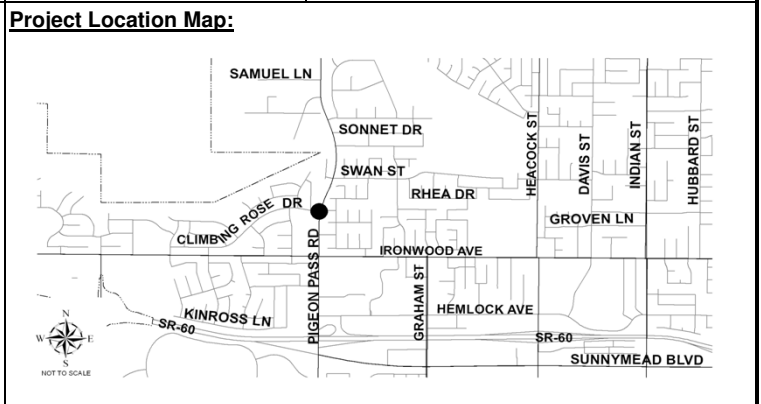 Project Location Map:
SAMUEL LN
SONNET DR
SWAN ST
RHEA DR
HEACOCK ST
DAVIS ST
INDIAN ST
HUBBARD ST
CLIMBING ROSE DR
GROVEN LN
IRONWOOD AVE
PIGEON PASS RD
GRAHAM ST
HEMLOCK AVE
KINROSS LN
SR-60
SR-60
SUNNYMEAD BLVD
N
W E
S
NOT TO SCALE